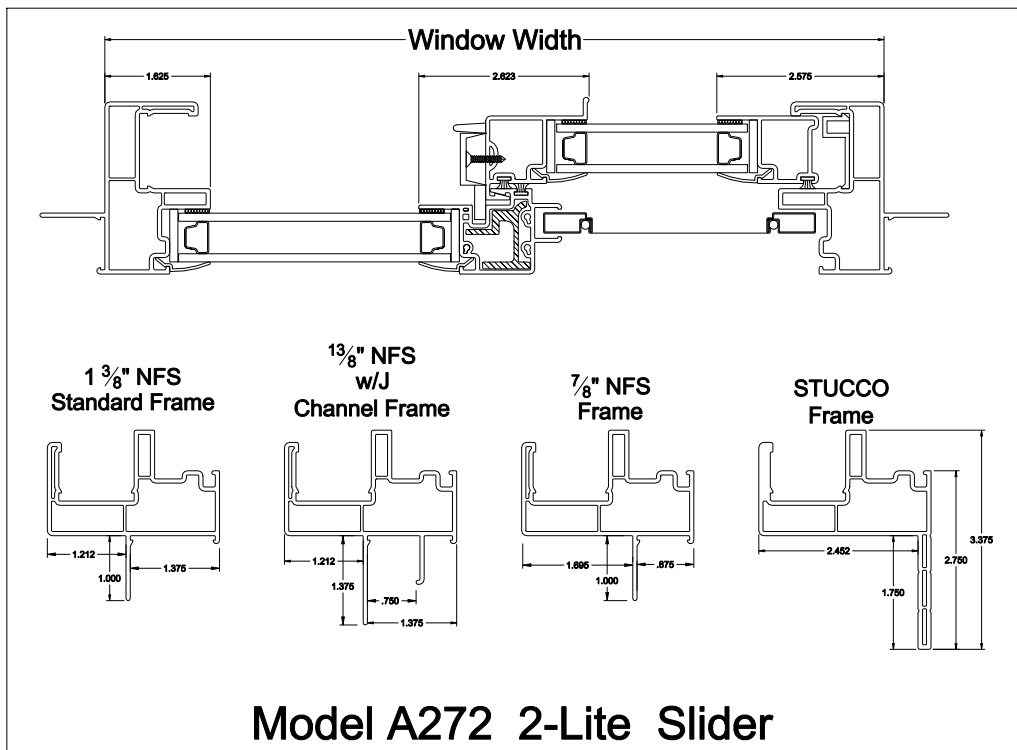 Window Width
1.625
2.623
2.575
1 3/8" NFS
Standard Frame
13/8" NFS
w/J
Channel Frame
7/8" NFS
Frame
STUCCO
Frame
1.212
1.000
1.375
1.212
1.375
.750
1.375
1.695
1.000
.875
2.452
1.750
2.750
3.375
Model A272 2-Lite Slider